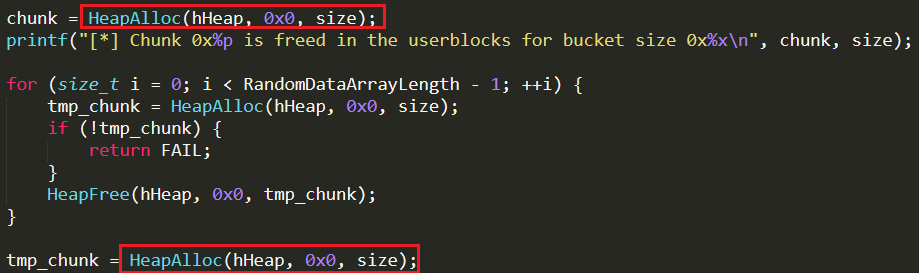 chunk = HeapAlloc(hHeap, 0x0, size);
printf("[*] Chunk 0x%p is freed in the userblocks for bucket size 0x%x\n", chunk, size);
for (size_t i = 0; i < RandomDataArrayLength - 1; ++i) {
tmp_chunk = HeapAlloc(hHeap, 0x0, size);
if (!tmp_chunk) {
return FAIL;
}
HeapFree(hHeap, 0x0, tmp_chunk);
}
tmp_chunk = HeapAlloc(hHeap, 0x0, size);